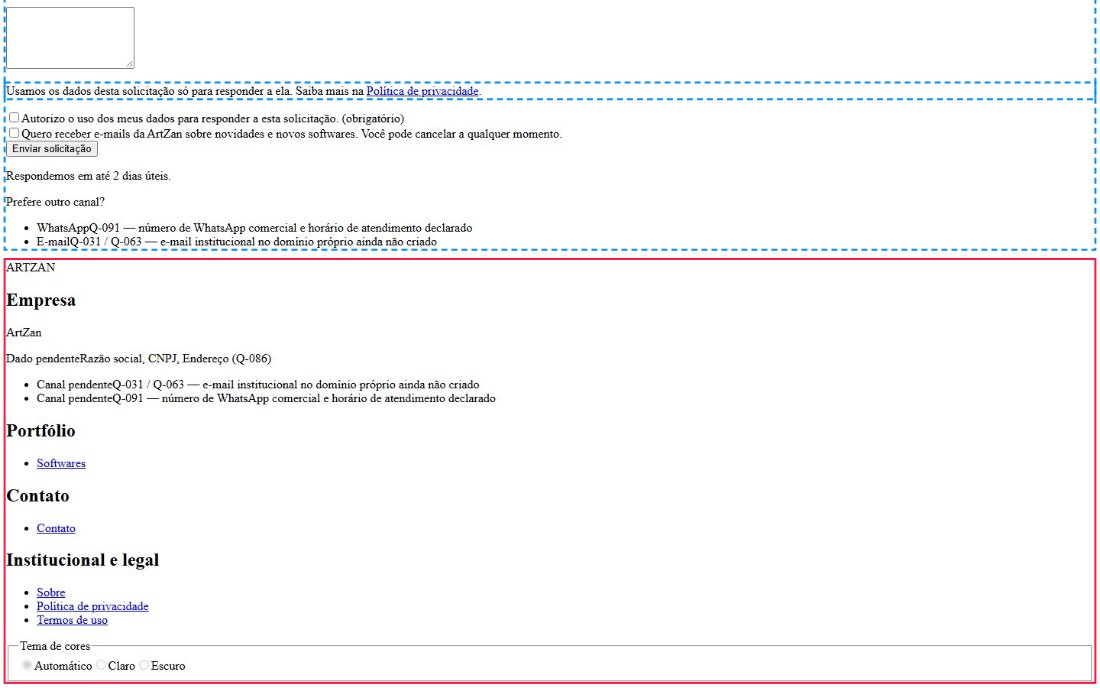 Usamos os dados desta solicitação só para responder a ela. Saiba mais na Política de privacidade.
Autorizo o uso dos meus dados para responder a esta solicitação. (obrigatório)
Quero receber e-mails da ArtZan sobre novidades e novos softwares. Você pode cancelar a qualquer momento.
Enviar solicitação
Respondemos em até 2 dias úteis.
Prefere outro canal?
WhatsAppQ-091 — número de WhatsApp comercial e horário de atendimento declarado
E-mailQ-031 / Q-063 — e-mail institucional no domínio próprio ainda não criado
ARTZAN
Empresa
ArtZan
Dado pendenteRazão social, CNPJ, Endereço (Q-086)
Canal pendenteQ-031 / Q-063 — e-mail institucional no domínio próprio ainda não criado
Canal pendenteQ-091 — número de WhatsApp comercial e horário de atendimento declarado
Portfólio
Softwares
Contato
Contato
Institucional e legal
Sobre
Política de privacidade
Termos de uso
Tema de cores
Automático Claro Escuro